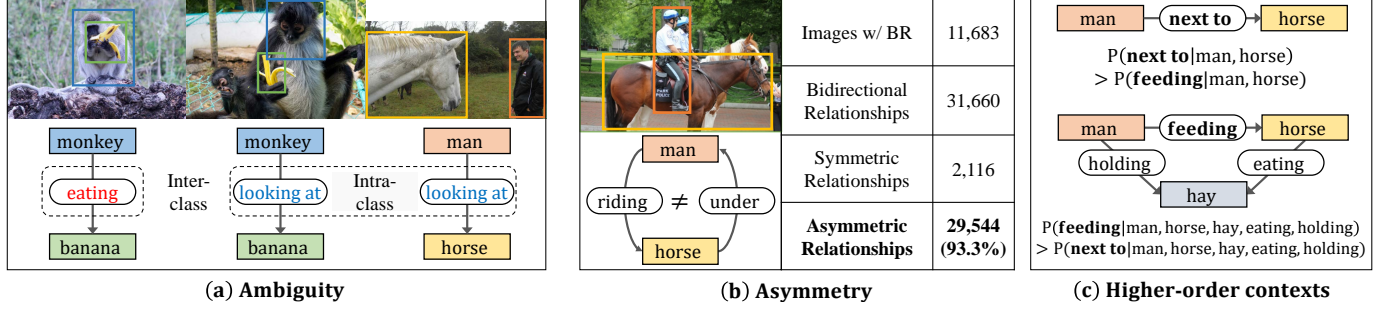 monkey
eating
banana
Inter-
class
monkey
looking at
banana
Intra-
class
man
looking at
horse
(a) Ambiguity
PARK
POLICE
man
riding ≠ under
horse
Images w/ BR 11,683
Bidirectional
Relationships 31,660
Symmetric
Relationships 2,116
Asymmetric
Relationships 29,544
(93.3%)
(b) Asymmetry
man next to horse
P(next to|man, horse)
> P(feeding|man, horse)
man feeding horse
holding eating
hay
P(feeding|man, horse, hay, eating, holding)
> P(next to|man, horse, hay, eating, holding)
(c) Higher-order contexts